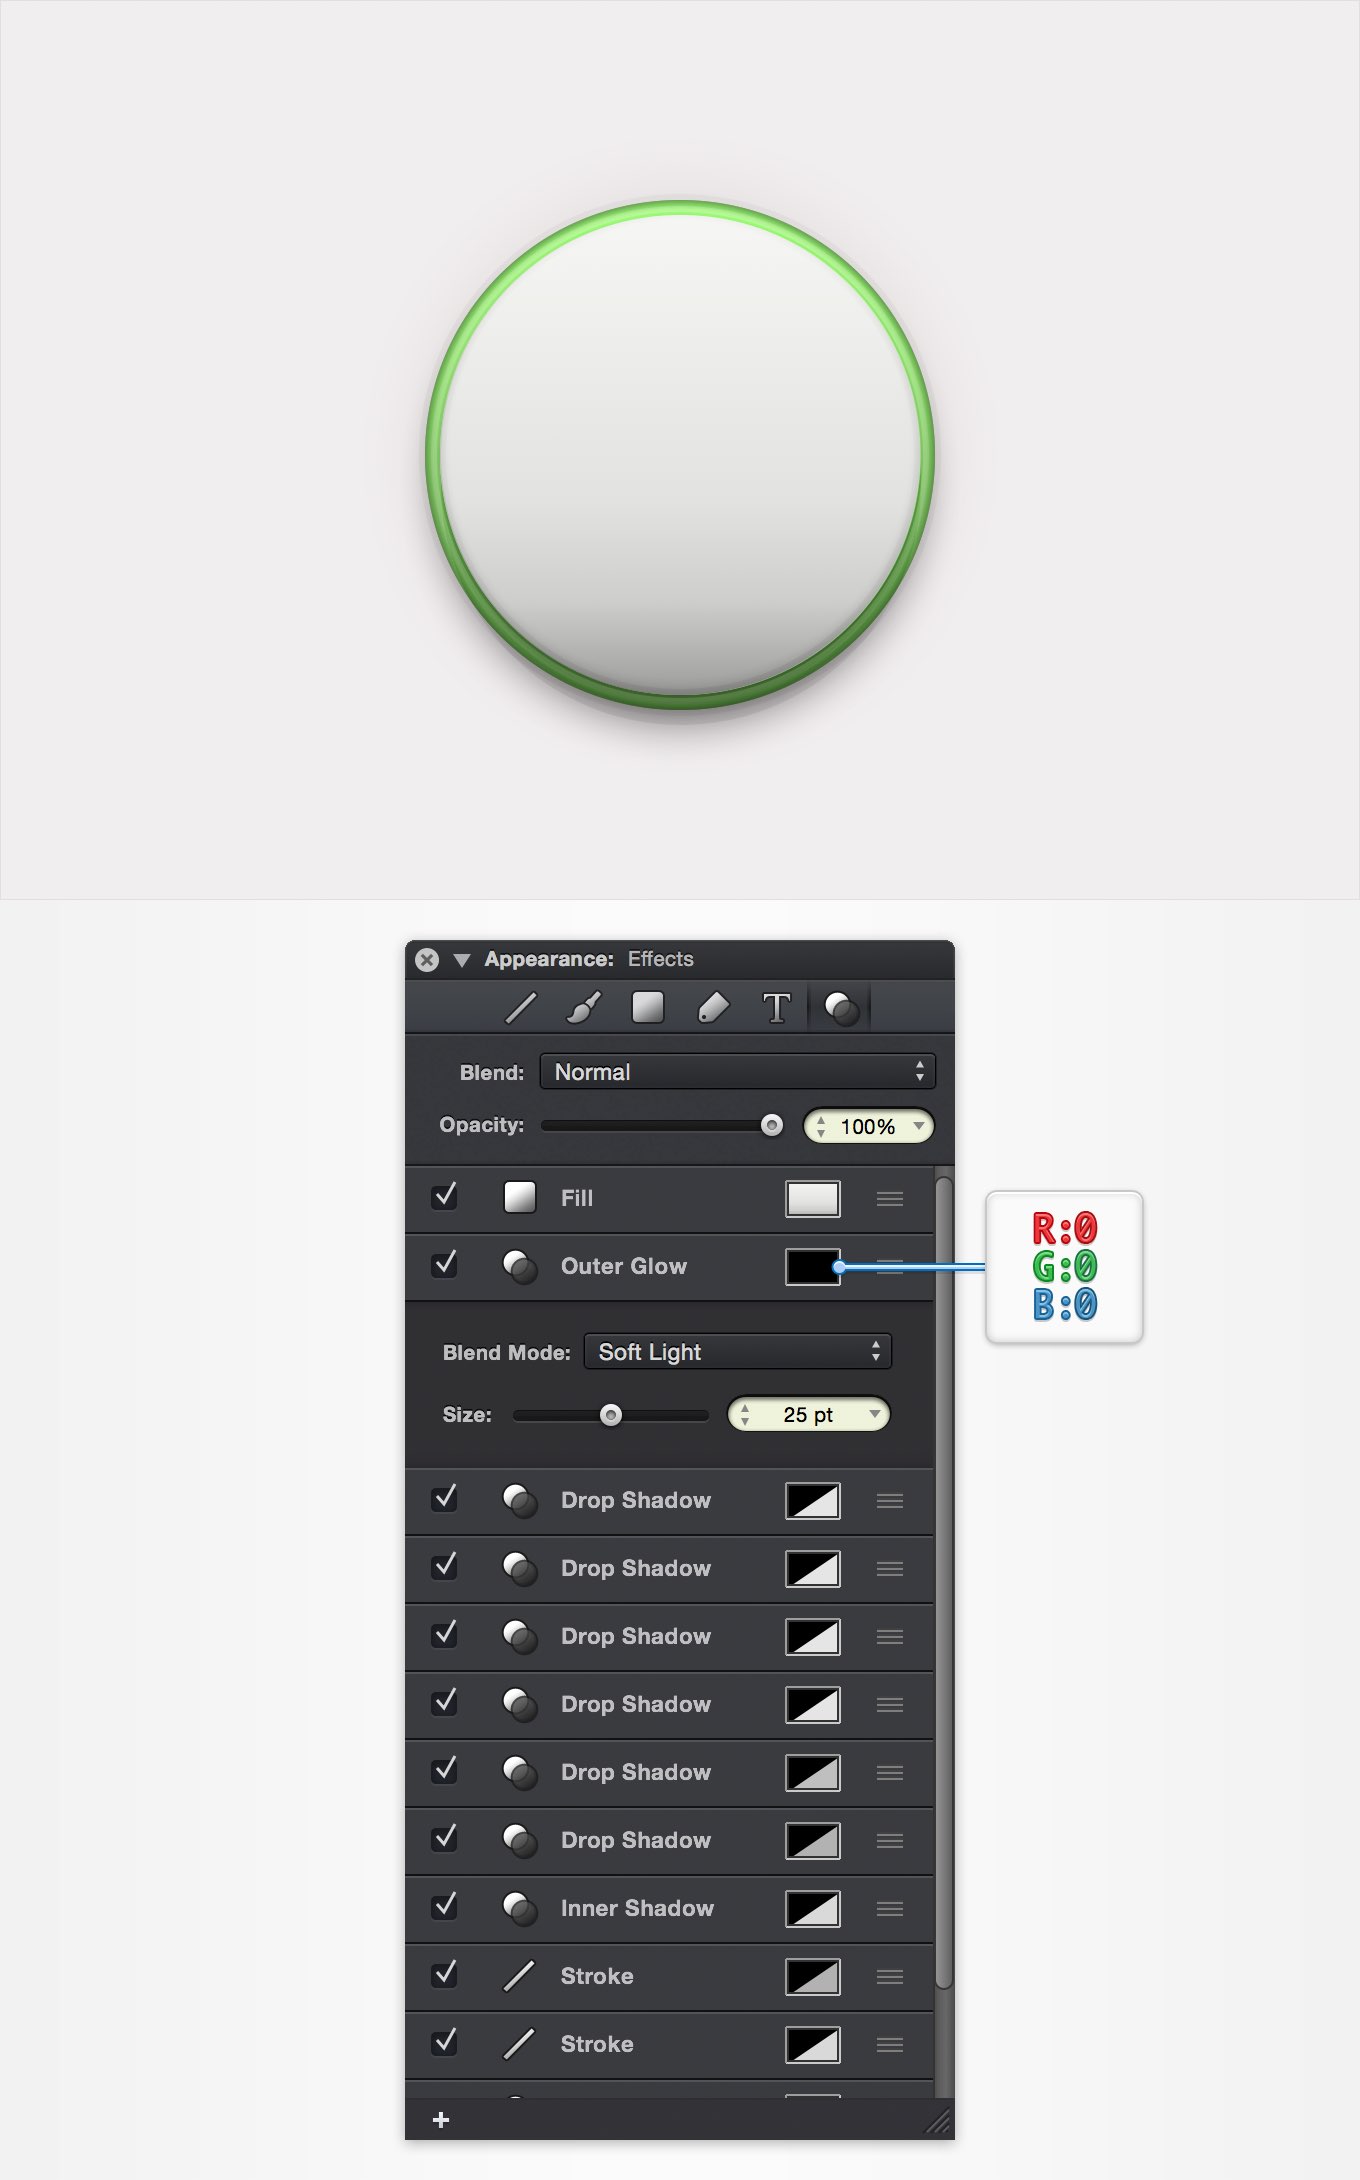 Appearance: Effects
T
Blend: Normal
Opacity: 100%
Fill
Outer Glow
R:0
G:0
B:0
Blend Mode: Soft Light
Size: 25 pt
Drop Shadow
Drop Shadow
Drop Shadow
Drop Shadow
Drop Shadow
Drop Shadow
Inner Shadow
Stroke
Stroke